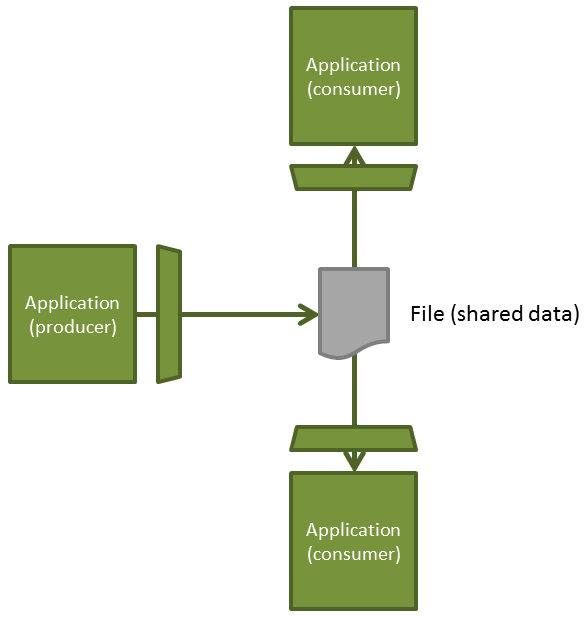 Application
(consumer)
Application
(producer)
File (shared data)
Application
(consumer)